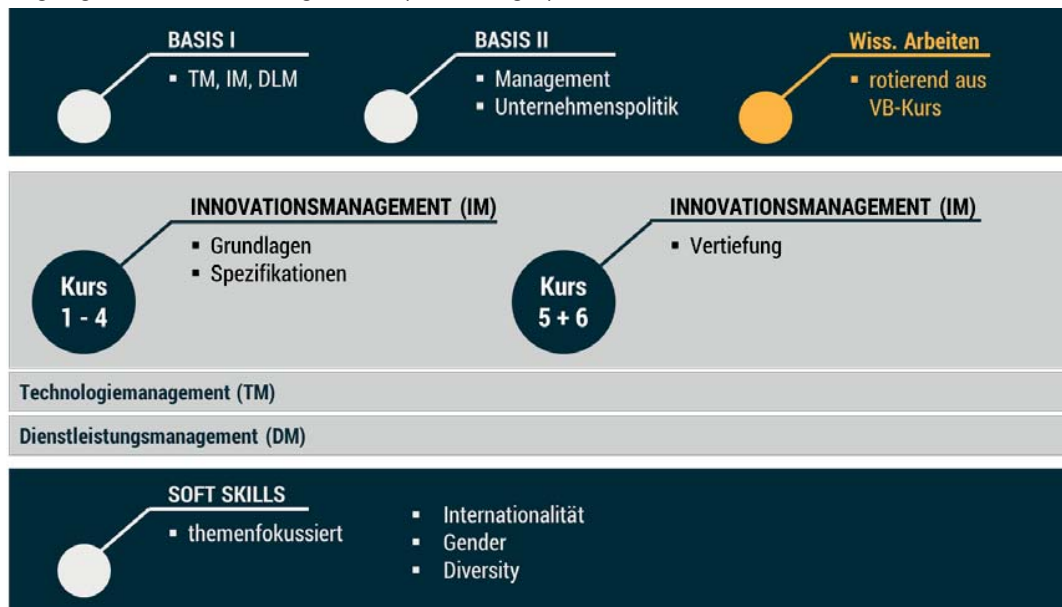 BASIS I
▪ TM, IM, DLM
BASIS II
▪ Management
▪ Unternehmenspolitik
Wiss. Arbeiten
▪ rotierend aus
VB-Kurs
INNOVATIONSMANAGEMENT (IM)
▪ Grundlagen
▪ Spezifikationen
Kurs
1 - 4
INNOVATIONSMANAGEMENT (IM)
▪ Vertiefung
Kurs
5 + 6
Technologiemanagement (TM)
Dienstleistungsmanagement (DM)
SOFT SKILLS
▪ themenfokussiert
▪ Internationalität
▪ Gender
▪ Diversity